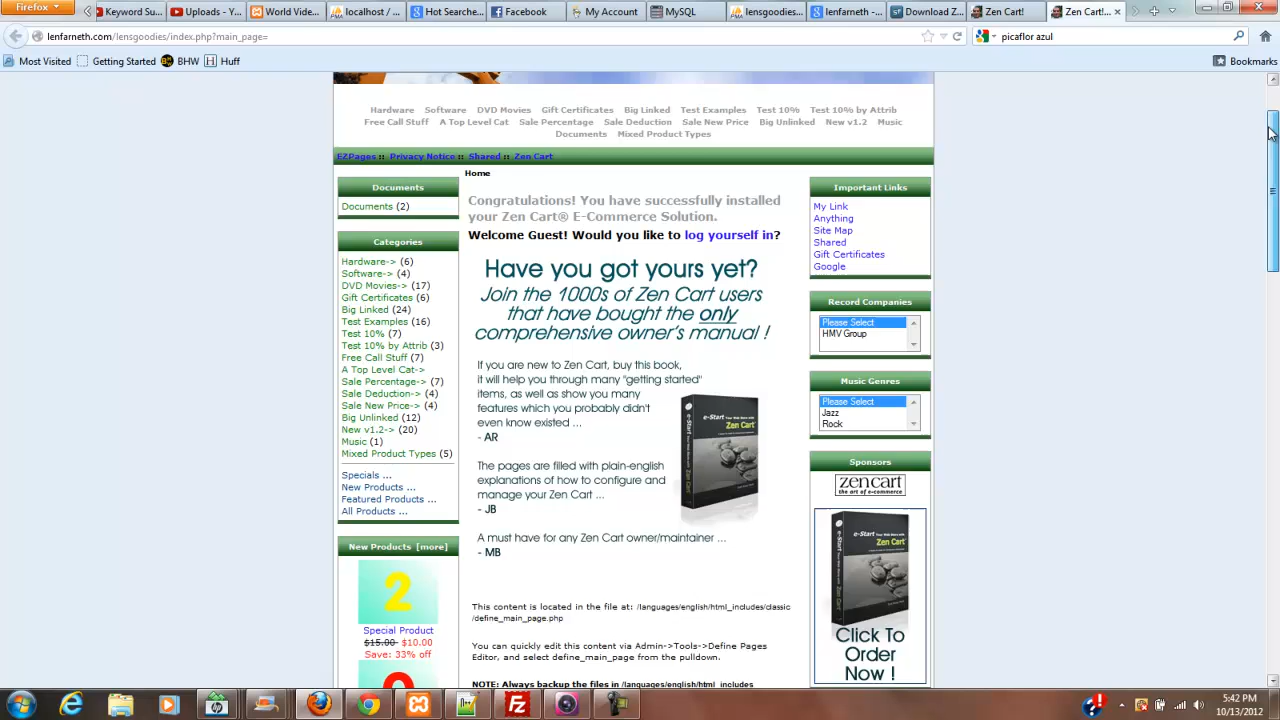 Firefox
Keyword Su...
Uploads - Y...
World Vide...
localhost / ...
Hot Search...
Facebook
My Account
MySQL
lensgoodies...
lenfarneth -...
Download Z...
Zen Cart!...
Zen Cart!...
lenfarneth.com/lensgoodies/index.php?main_page=
picaflor azul
Most Visited
Getting Started
BHW
Huff
Bookmarks
Hardware Software DVD Movies Gift Certificates Big Linked Test Examples Test 10% Test 10% by Attrib
Free Call Stuff A Top Level Cat Sale Percentage Sale Deduction Sale New Price Big Unlinked New v1.2 Music
Documents Mixed Product Types
EZPages :: Privacy Notice :: Shared :: Zen Cart
Documents
Documents (2)
Categories
Hardware-> (6)
Software-> (4)
DVD Movies-> (17)
Gift Certificates (6)
Big Linked (24)
Test Examples (16)
Test 10% (7)
Test 10% by Attrib (3)
Free Call Stuff (7)
A Top Level Cat->
Sale Percentage-> (7)
Sale Deduction-> (4)
Sale New Price-> (4)
Big Unlinked (12)
New v1.2-> (20)
Music (1)
Mixed Product Types (5)
Specials ...
New Products ...
Featured Products ...
All Products ...
New Products [more]
2
Special Product
$15.00 $10.00
Save: 33% off
Home
Congratulations! You have successfully installed
your Zen Cart® E-Commerce Solution.
Welcome Guest! Would you like to log yourself in?
Have you got yours yet?
Join the 1000s of Zen Cart users
that have bought the only
comprehensive owner's manual !
If you are new to Zen Cart, buy this book,
it will help you through many "getting started"
items, as well as show you many
features which you probably didn't
even know existed ...
- AR
The pages are filled with plain-english
explanations of how to configure and
manage your Zen Cart ...
- JB
A must have for any Zen Cart owner/maintainer ...
- MB
e-Start Your Web Store with
Zen Cart
This content is located in the file at: /languages/english/html_includes/classic
/define_main_page.php
You can quickly edit this content via Admin->Tools->Define Pages
Editor, and select define_main_page from the pulldown.
NOTE: Always backup the files in /languages/english/html_includes
Important Links
My Link
Anything
Site Map
Shared
Gift Certificates
Google
Record Companies
Please Select
HMV Group
Music Genres
Please Select
Jazz
Rock
Sponsors
zencart
the art of e-commerce
e-Start Your Web Store with
Zen Cart
Click To
Order
Now !
5:42 PM
10/13/2012